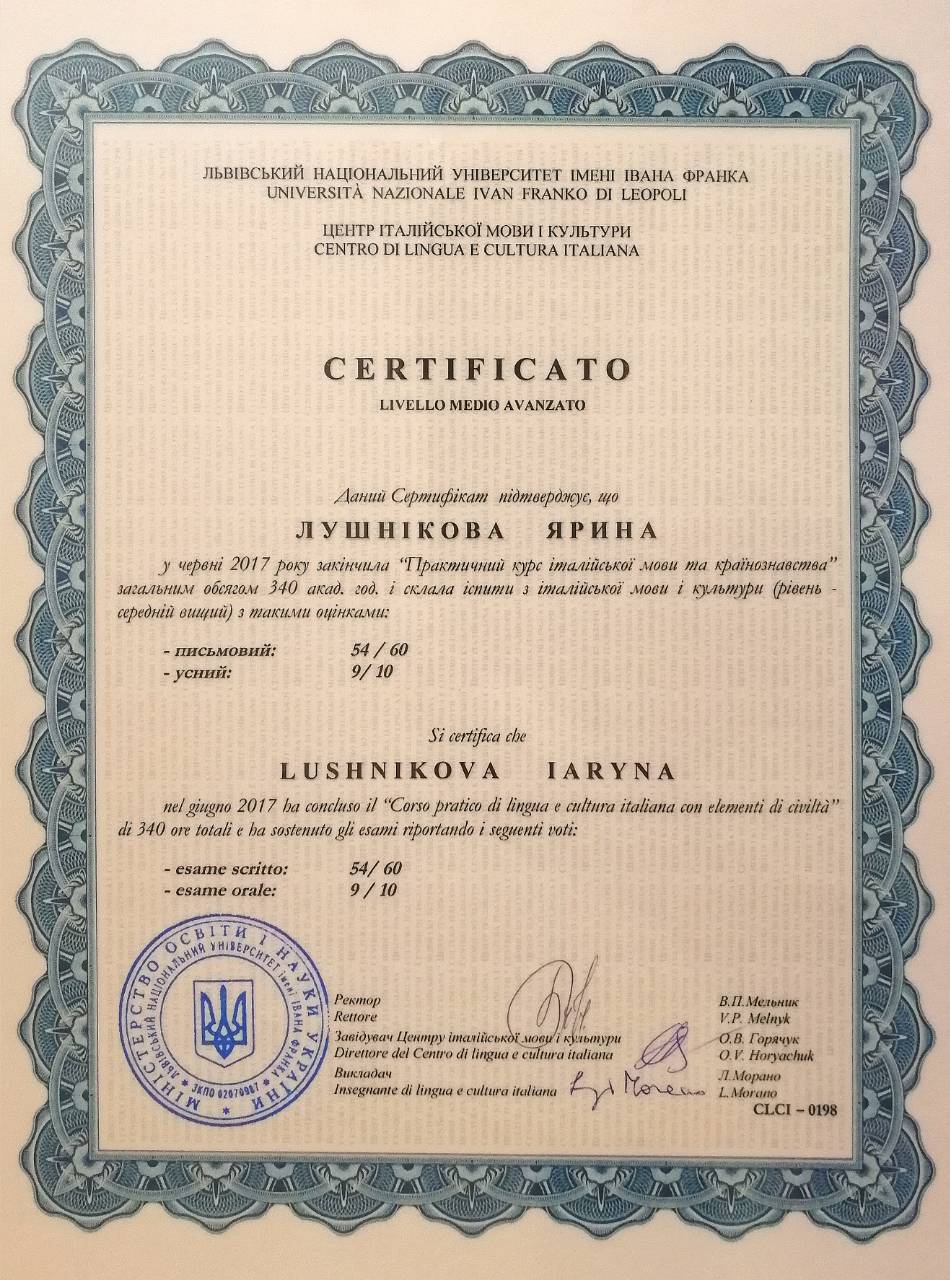 ЛЬВІВСЬКИЙ НАЦІОНАЛЬНИЙ УНІВЕРСИТЕТ ІМЕНІ ІВАНА ФРАНКА
UNIVERSITÀ NAZIONALE IVAN FRANKO DI LEOPOLI
ЦЕНТР ІТАЛІЙСЬКОЇ МОВИ І КУЛЬТУРИ
CENTRO DI LINGUA E CULTURA ITALIANA
CERTIFICATO
LIVELLO MEDIO AVANZATO
Даний Сертифікат підтверджує, що
ЛУШНІКОВА ЯРИНА
у червні 2017 року закінчила “Практичний курс італійської мови та країнознавства”
загальним обсягом 340 акад. год. і склала іспити з італійської мови і культури (рівень -
середній вищий) з такими оцінками:
- письмовий: 54 / 60
- усний: 9/ 10
Si certifica che
LUSHNIKOVA IARYNA
nel giugno 2017 ha concluso il “Corso pratico di lingua e cultura italiana con elementi di civiltà”
di 340 ore totali e ha sostenuto gli esami riportando i seguenti voti:
- esame scritto: 54/ 60
- esame orale: 9 / 10
МІНІСТЕРСТВО ОСВІТИ І НАУКИ УКРАЇНИ
ЛЬВІВСЬКИЙ НАЦІОНАЛЬНИЙ УНІВЕРСИТЕТ імені ІВАНА ФРАНКА
ЗКПО 02070987
Ректор В.П.Мельник
Rettore V.P. Melnyk
Завідувач Центру італійської мови і культури О.В. Горячук
Direttore del Centro di lingua e cultura italiana O.V. Horyachuk
Викладач Л.Морано
Insegnante di lingua e cultura italiana L.Morano
CLCI – 0198